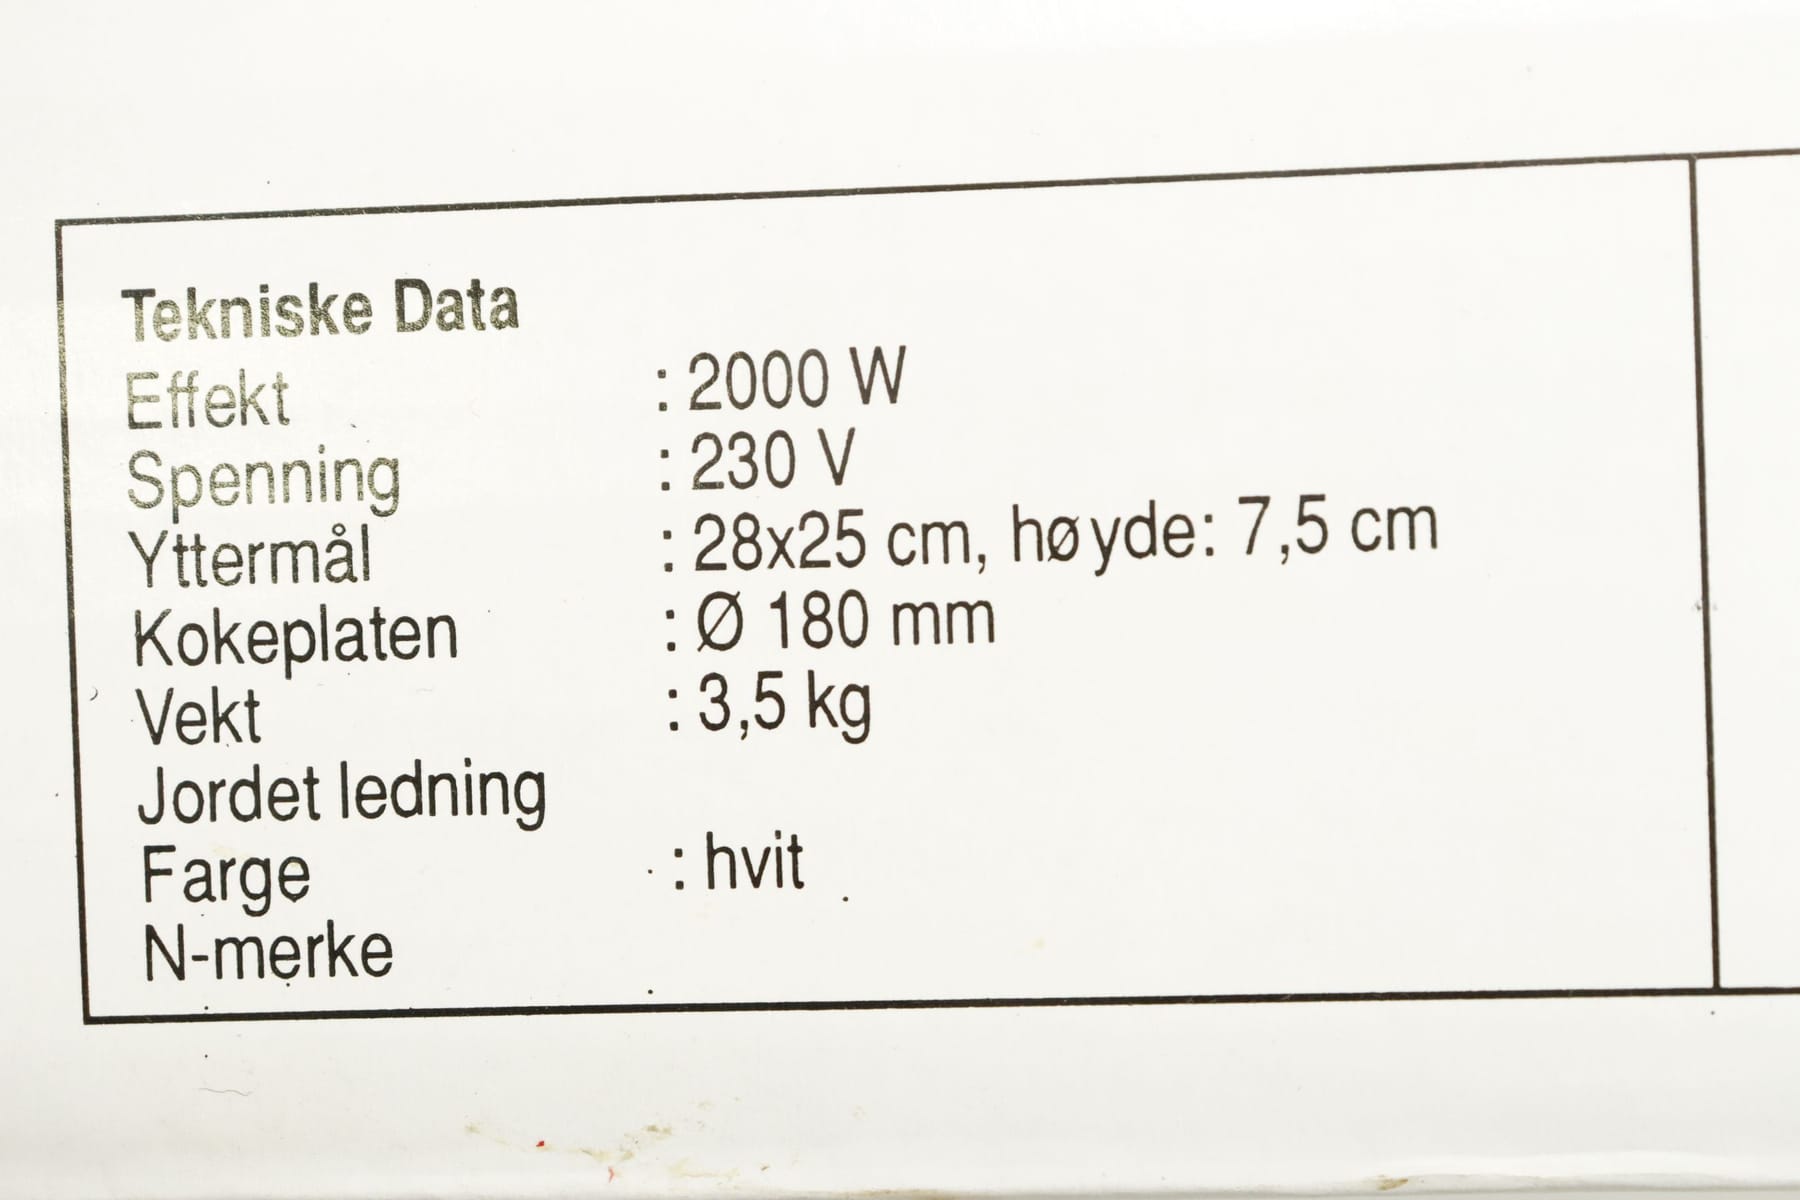 Tekniske Data
Effekt : 2000 W
Spenning : 230 V
Yttermål : 28x25 cm, høyde: 7,5 cm
Kokeplaten : Ø 180 mm
Vekt : 3,5 kg
Jordet ledning
Farge : hvit
N-merke